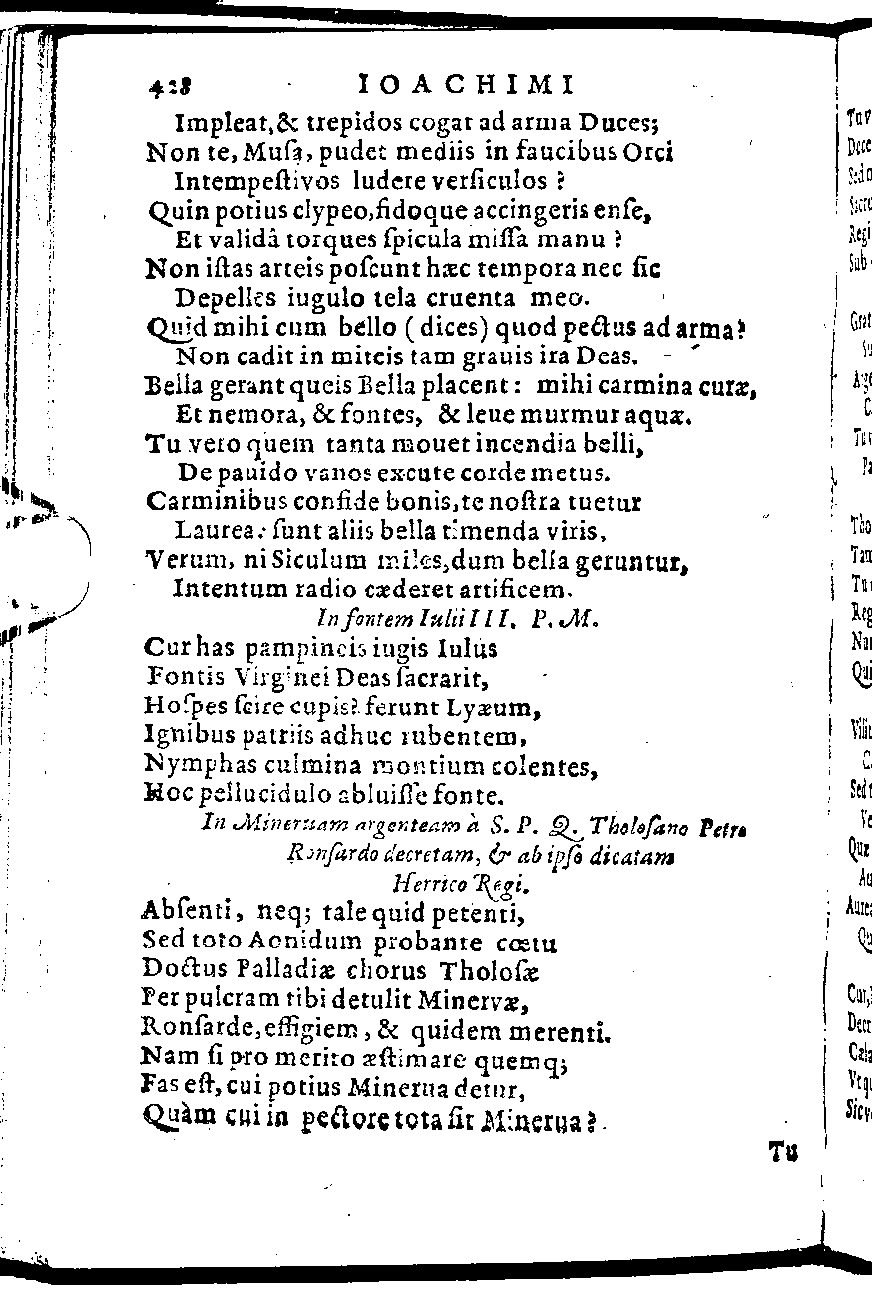 428 IOACHIMI
Impleat,& trepidos cogat ad arma Duces;
Non te, Muſa, pudet mediis in faucibus Orci
Intempeſtivos ludere verſiculos ?
Quin potius clypeo,fidoque accingeris enſe,
Et validâ torques ſpicula miſſa manu ?
Non iſtas arteis poſcunt hæc tempora nec ſic
Depelles iugulo tela cruenta meo.
Quid mihi cum bello ( dices) quod pectus ad arma?
Non cadit in miteis tam grauis ira Deas.
Bella gerant queis Bella placent : mihi carmina curæ,
Et nemora, & fontes, & leue murmur aquæ.
Tu vero quem tanta mouet incendia belli,
De pauido vanos excute corde metus.
Carminibus confide bonis,te noſtra tuetur
Laurea: ſunt aliis bella timenda viris,
Verum, ni Siculum miles,dum bella geruntur,
Intentum radio cæderet artificem.
In fontem Iulii III. P. M.
Cur has pampineis iugis Iulus
Fontis Virginei Deas ſacrarit,
Hoſpes ſcire cupis? ferunt Lyæum,
Ignibus patriis adhuc rubentem,
Nymphas culmina montium colentes,
Hoc pellucidulo abluiſſe fonte.
In Mineruam argenteam à S. P. Q. Tholoſano Petro
Ronſardo decretam, & ab ipſo dicatam
Herrico Regi.
Abſenti, neq; tale quid petenti,
Sed toto Aonidum probante cœtu
Doctus Palladiæ chorus Tholoſæ
Per pulcram tibi detulit Minervæ,
Ronſarde,effigiem , & quidem merenti.
Nam ſi pro merito æſtimare quemq;
Fas eſt, cui potius Minerua detur,
Quàm cui in pectore tota ſit Minerua ?
Tu